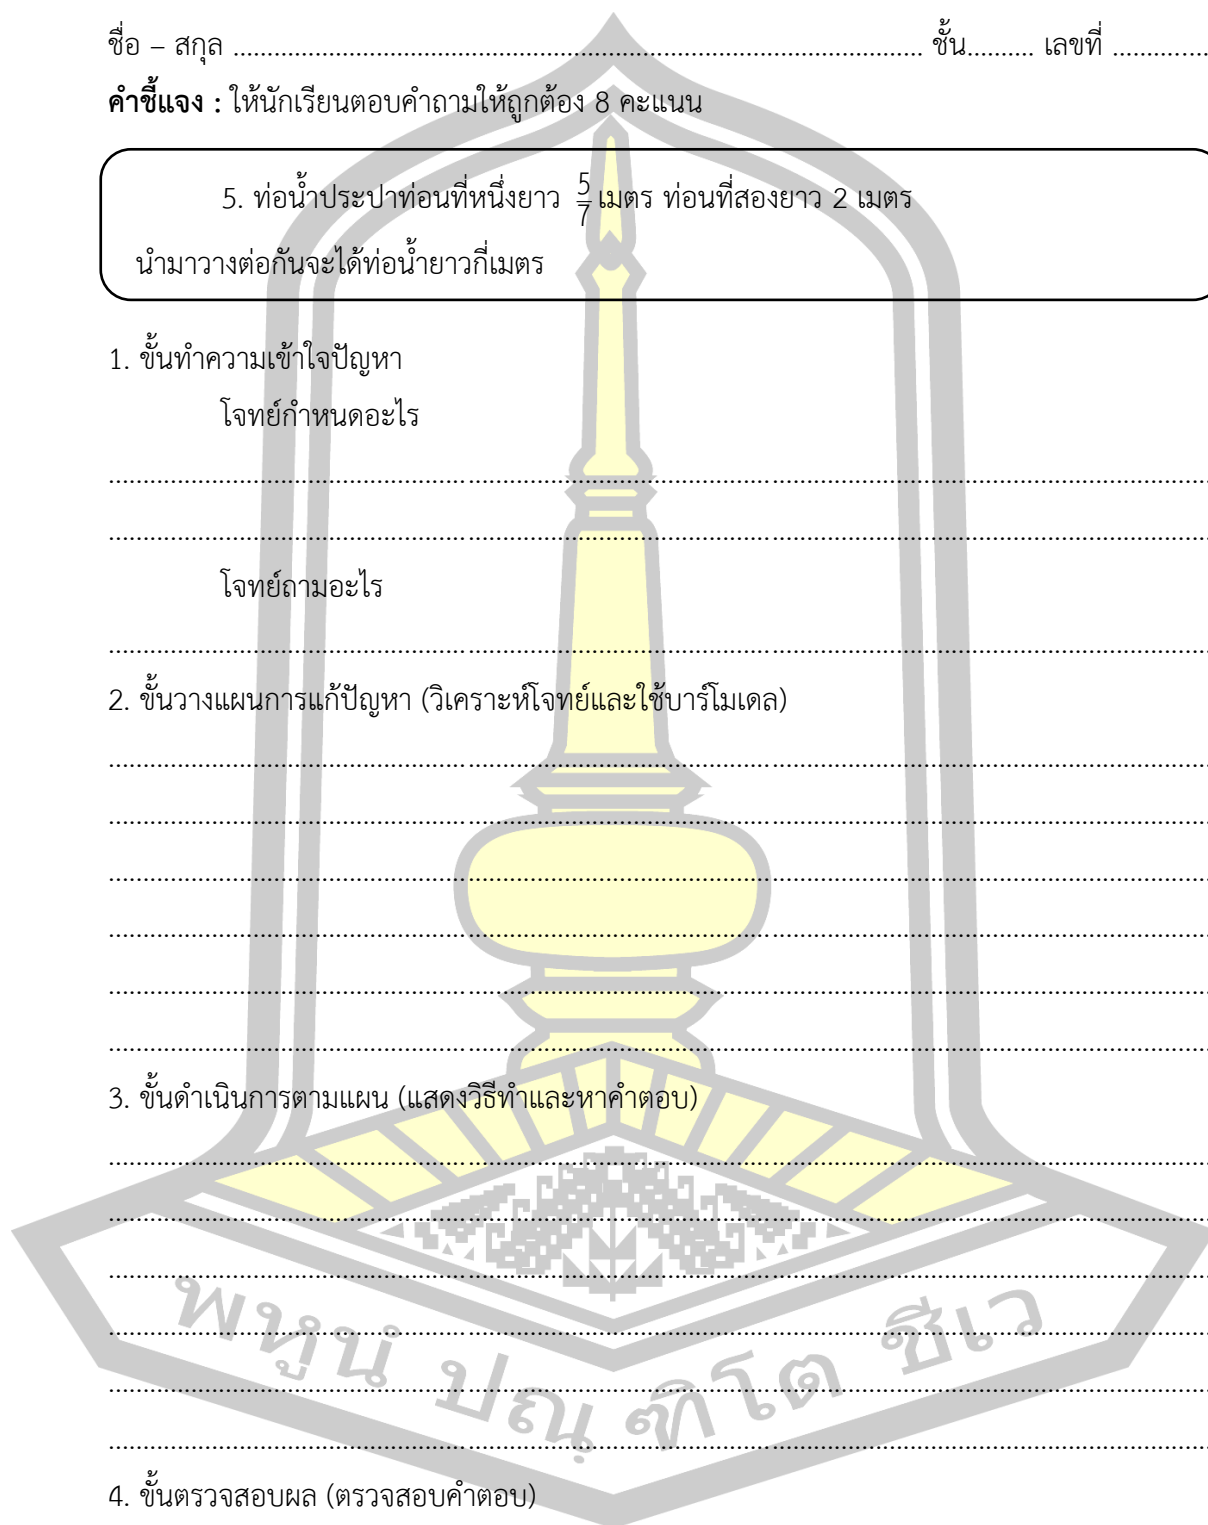 ชื่อ – สกุล .................................................................................................... ชั้น.......... เลขที่ ..............
คำชี้แจง : ให้นักเรียนตอบคำถามให้ถูกต้อง 8 คะแนน
5. ท่อน้ำประปาท่อนที่หนึ่งยาว 5/7 เมตร ท่อนที่สองยาว 2 เมตร
นำมาวางต่อกันจะได้ท่อน้ำยาวกี่เมตร
1. ขั้นทำความเข้าใจปัญหา
โจทย์กำหนดอะไร
โจทย์ถามอะไร
2. ขั้นวางแผนการแก้ปัญหา (วิเคราะห์โจทย์และใช้บาร์โมเดล)
3. ขั้นดำเนินการตามแผน (แสดงวิธีทำและหาคำตอบ)
พหูนํ ปณฺฑิโต ชีเว
4. ขั้นตรวจสอบผล (ตรวจสอบคำตอบ)